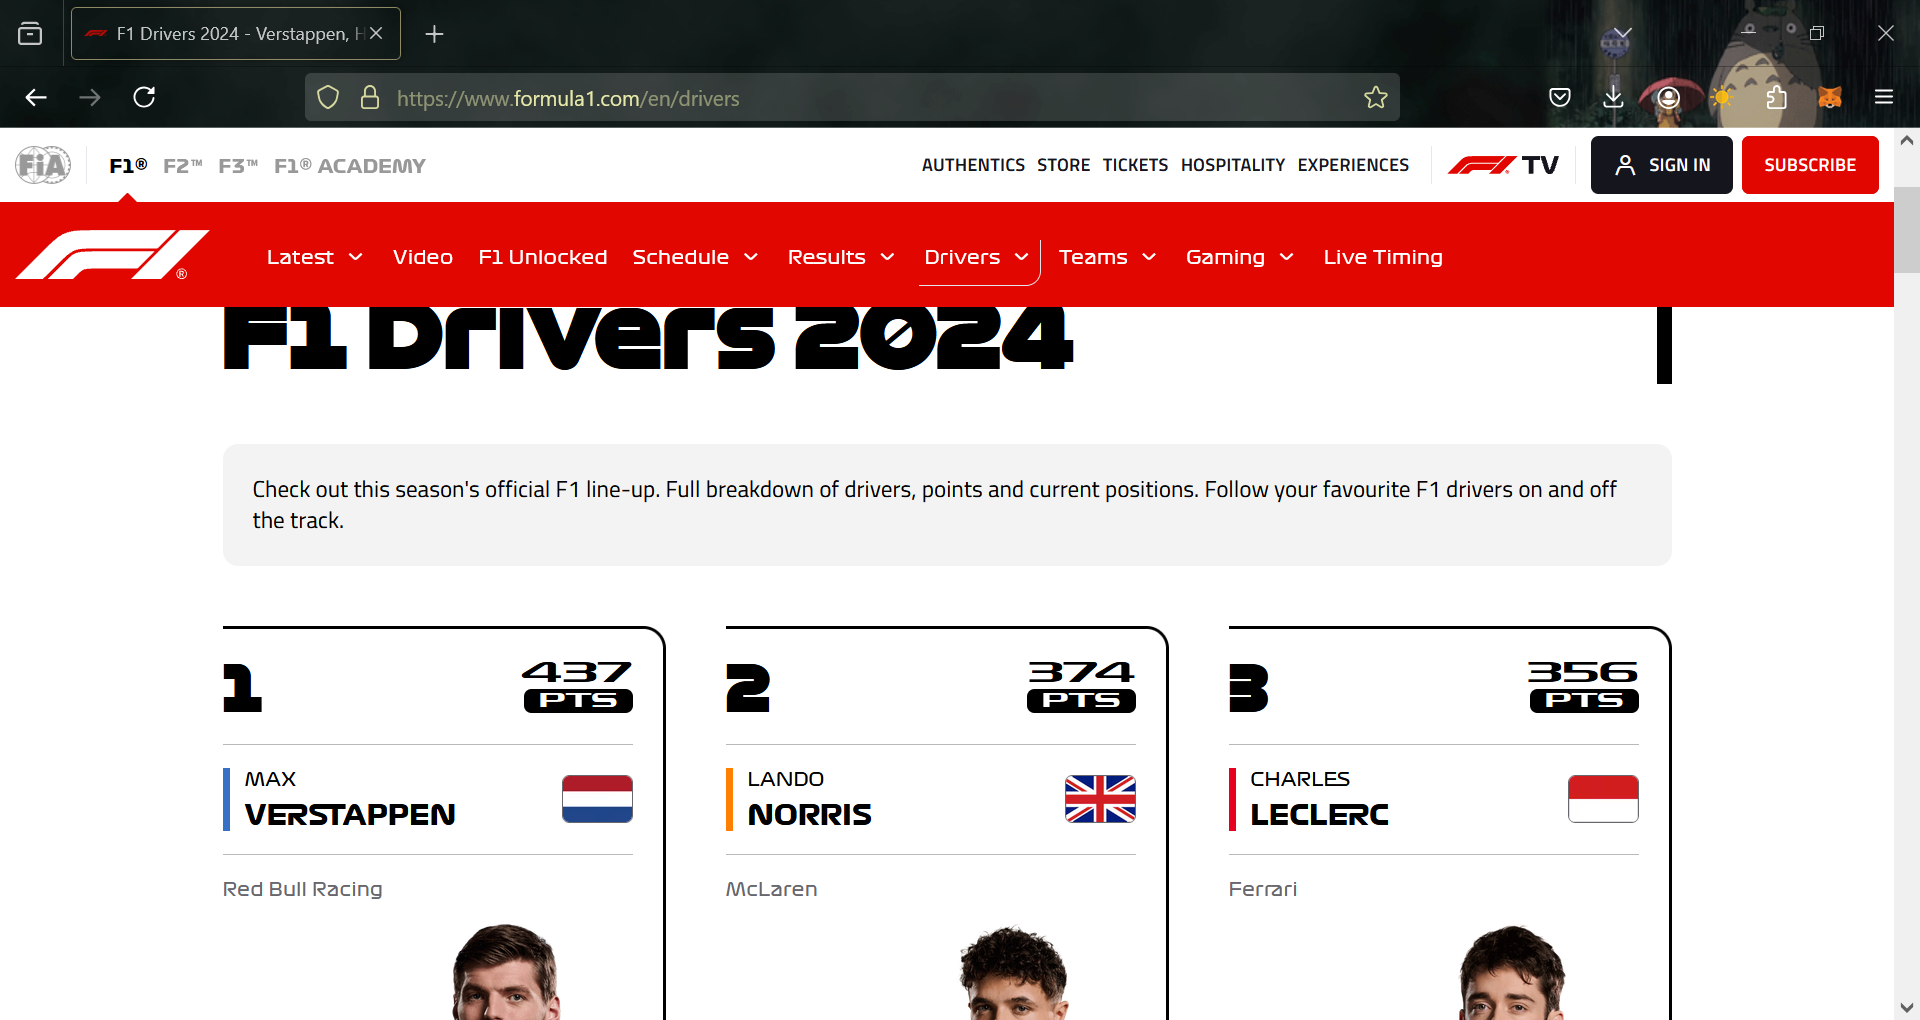 F1 Drivers 2024 - Verstappen, H
https://www.formula1.com/en/drivers
FiA F1® F2™ F3™ F1® ACADEMY AUTHENTICS STORE TICKETS HOSPITALITY EXPERIENCES F1 TV SIGN IN SUBSCRIBE
F1® Latest Video F1 Unlocked Schedule Results Drivers Teams Gaming Live Timing
F1 Drivers 2024
Check out this season's official F1 line-up. Full breakdown of drivers, points and current positions. Follow your favourite F1 drivers on and off
the track.
1
437
PTS
MAX
VERSTAPPEN
Red Bull Racing
2
374
PTS
LANDO
NORRIS
McLaren
3
356
PTS
CHARLES
LECLERC
Ferrari